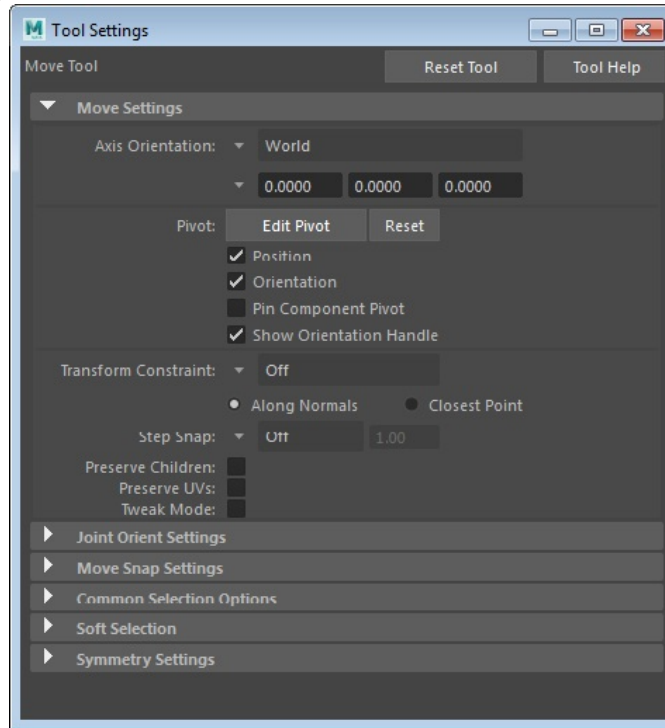 Tool Settings
Move Tool Reset Tool Tool Help
Move Settings
Axis Orientation: World
0.0000 0.0000 0.0000
Pivot: Edit Pivot Reset
Position
Orientation
Pin Component Pivot
Show Orientation Handle
Transform Constraint: Off
Along Normals Closest Point
Step Snap: Off 1.00
Preserve Children:
Preserve UVs:
Tweak Mode:
Joint Orient Settings
Move Snap Settings
Common Selection Options
Soft Selection
Symmetry Settings